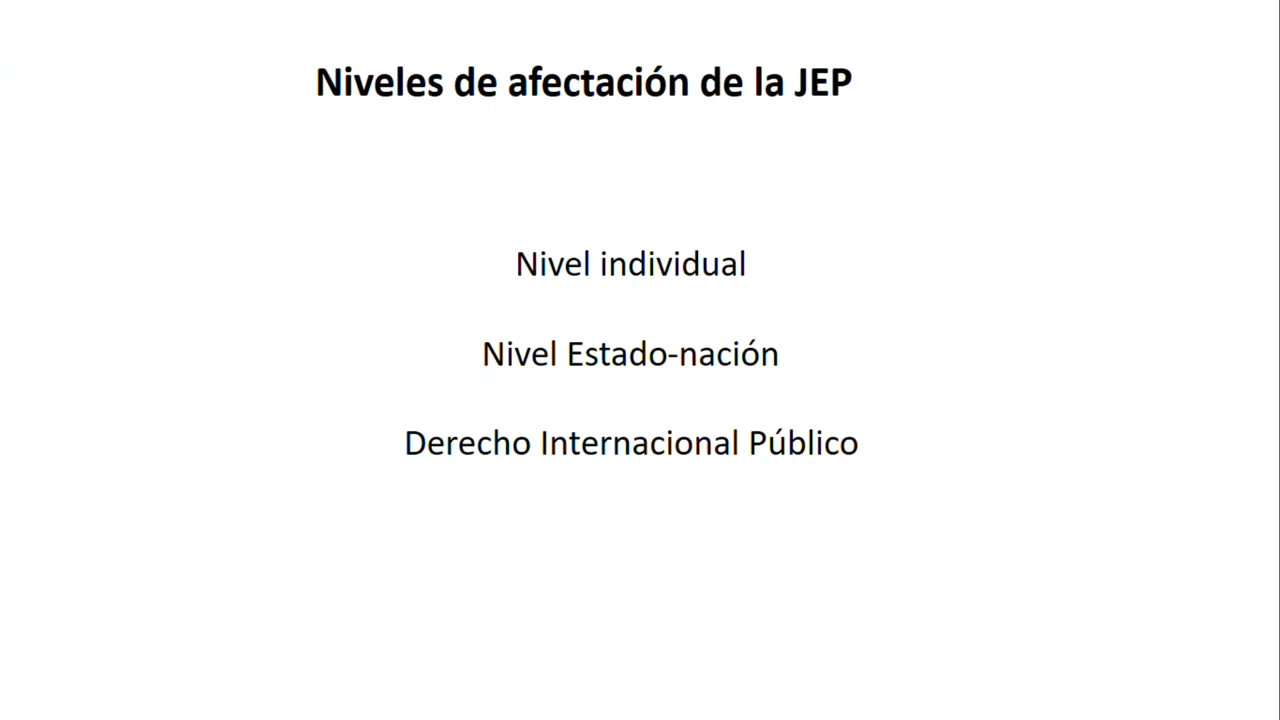 Niveles de afectación de la JEP
Nivel individual
Nivel Estado-nación
Derecho Internacional Público